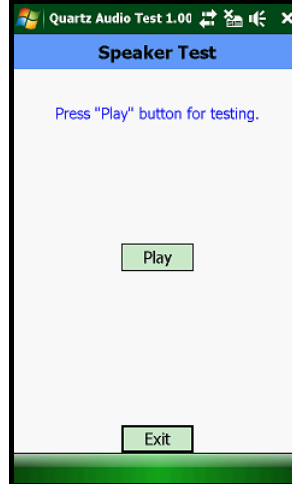 Quartz Audio Test 1.00
Speaker Test
Press "Play" button for testing.
Play
Exit